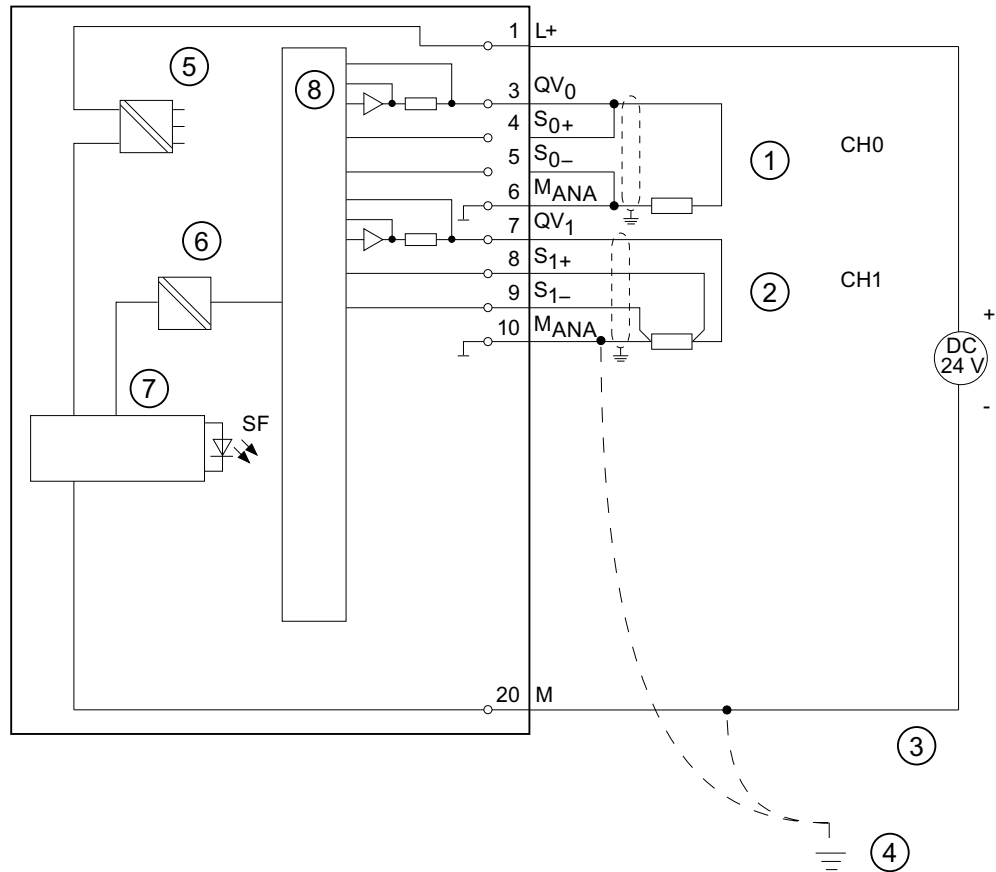 1 L+
5
8
3 QV0
4 S0+
5 S0–
6 MANA
1
CH0
7 QV1
8 S1+
9 S1–
10 MANA
2
CH1
6
+
DC
24 V
-
7
SF
20 M
3
4